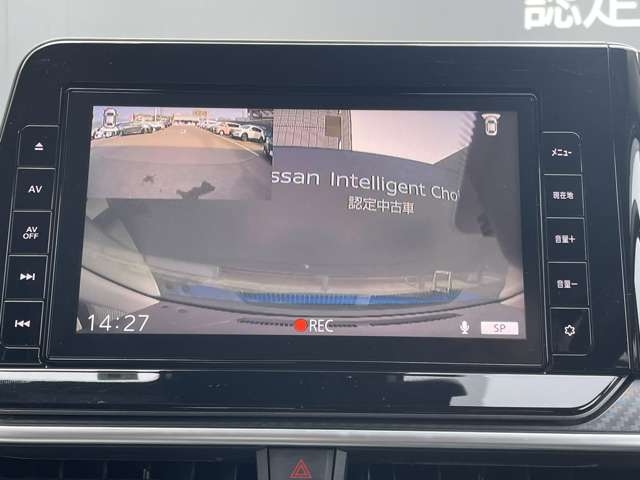 認定
ssan Intelligent Cho
認定中古車
AV
AV
OFF
メニュー
現在地
音量+
音量-
14:27
REC
SP